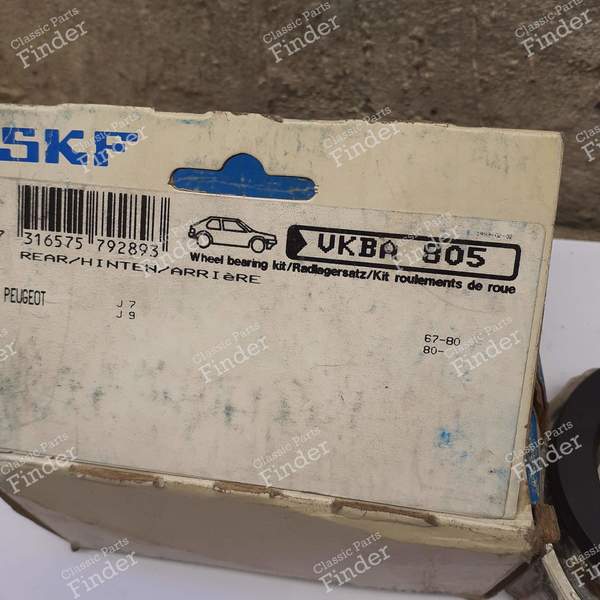 SKF
7 316575 792893
VKBA 805
Wheel bearing kit/Radlagersatz/Kit roulements de roue
REAR/HINTEN/ARRIèRE
PEUGEOT J 7 67-80
J 9 80-
Classic Parts Finder